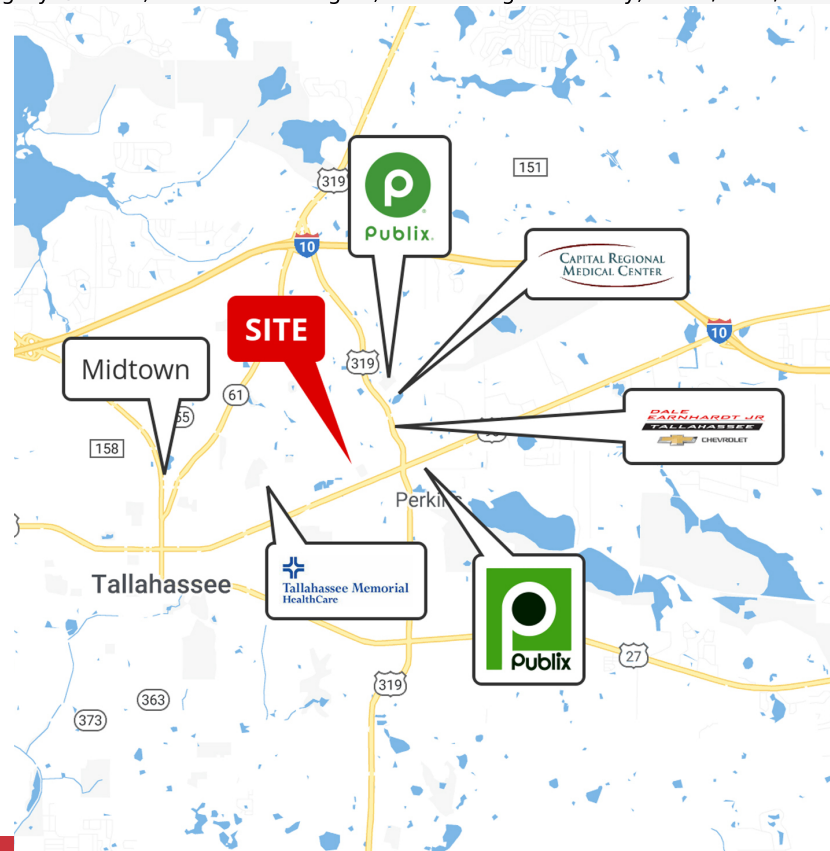 319
151
Publix.
10
CAPITAL REGIONAL
MEDICAL CENTER
SITE
10
319
Midtown
61
DALE
EARNHARDT JR
TALLAHASSEE
CHEVROLET
158
Tallahassee
Tallahassee Memorial
HealthCare
Publix
27
319
363
373